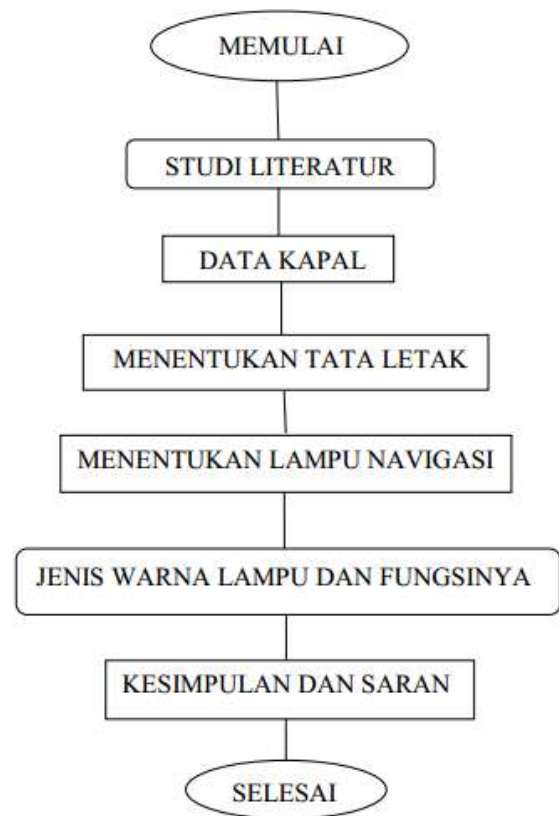 MEMULAI
STUDI LITERATUR
DATA KAPAL
MENENTUKAN TATA LETAK
MENENTUKAN LAMPU NAVIGASI
JENIS WARNA LAMPU DAN FUNGSINYA
KESIMPULAN DAN SARAN
SELESAI